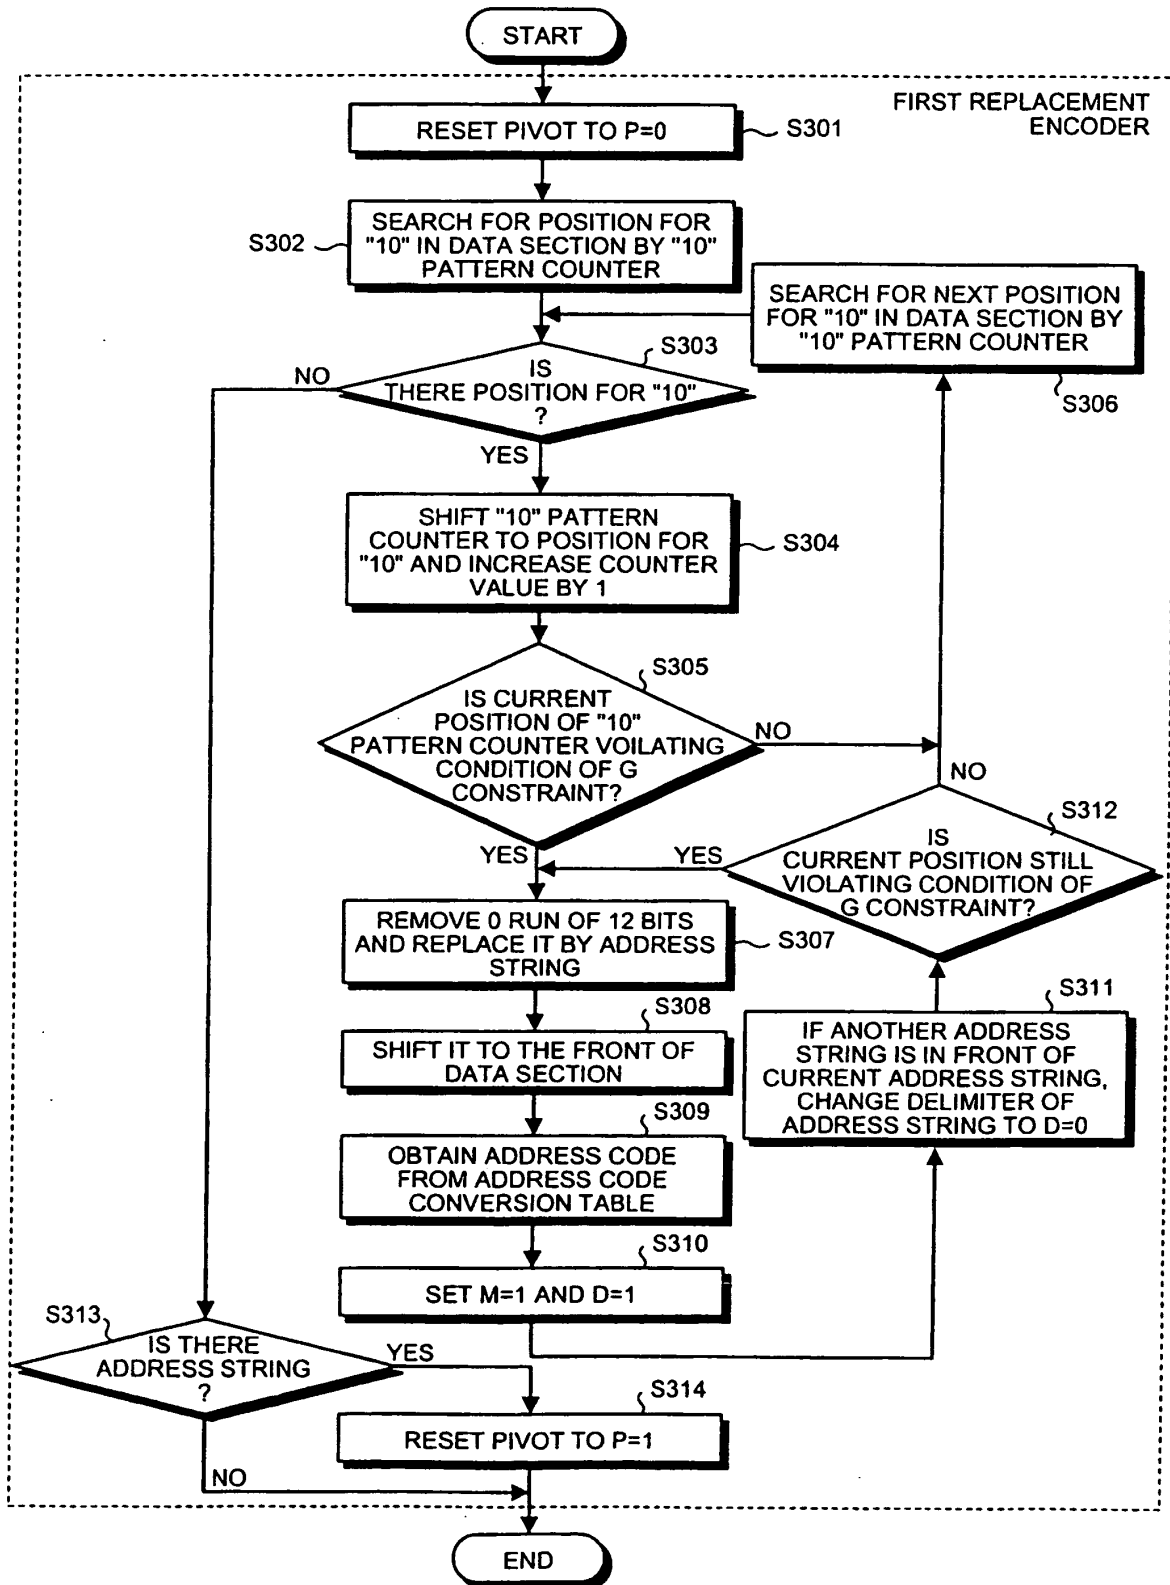 START
FIRST REPLACEMENT
ENCODER
RESET PIVOT TO P=0
S301
SEARCH FOR POSITION FOR
"10" IN DATA SECTION BY "10"
PATTERN COUNTER
S302
SEARCH FOR NEXT POSITION
FOR "10" IN DATA SECTION BY
"10" PATTERN COUNTER
S306
S303
IS
THERE POSITION FOR "10"
?
NO
YES
SHIFT "10" PATTERN
COUNTER TO POSITION FOR
"10" AND INCREASE COUNTER
VALUE BY 1
S304
S305
IS CURRENT
POSITION OF "10"
PATTERN COUNTER VOILATING
CONDITION OF G
CONSTRAINT?
NO
YES
NO
S312
IS
CURRENT POSITION STILL
VIOLATING CONDITION OF
G CONSTRAINT?
YES
REMOVE 0 RUN OF 12 BITS
AND REPLACE IT BY ADDRESS
STRING
S307
S308
SHIFT IT TO THE FRONT OF
DATA SECTION
S311
IF ANOTHER ADDRESS
STRING IS IN FRONT OF
CURRENT ADDRESS STRING,
CHANGE DELIMITER OF
ADDRESS STRING TO D=0
S309
OBTAIN ADDRESS CODE
FROM ADDRESS CODE
CONVERSION TABLE
S310
SET M=1 AND D=1
S313
IS THERE
ADDRESS STRING
?
YES
NO
S314
RESET PIVOT TO P=1
END